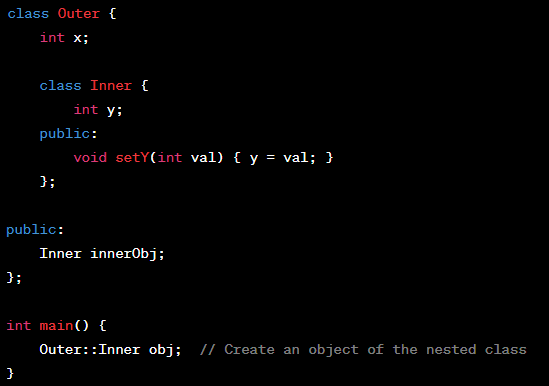 class Outer {
    int x;

    class Inner {
        int y;
    public:
        void setY(int val) { y = val; }
    };

public:
    Inner innerObj;
};

int main() {
    Outer::Inner obj;  // Create an object of the nested class
}